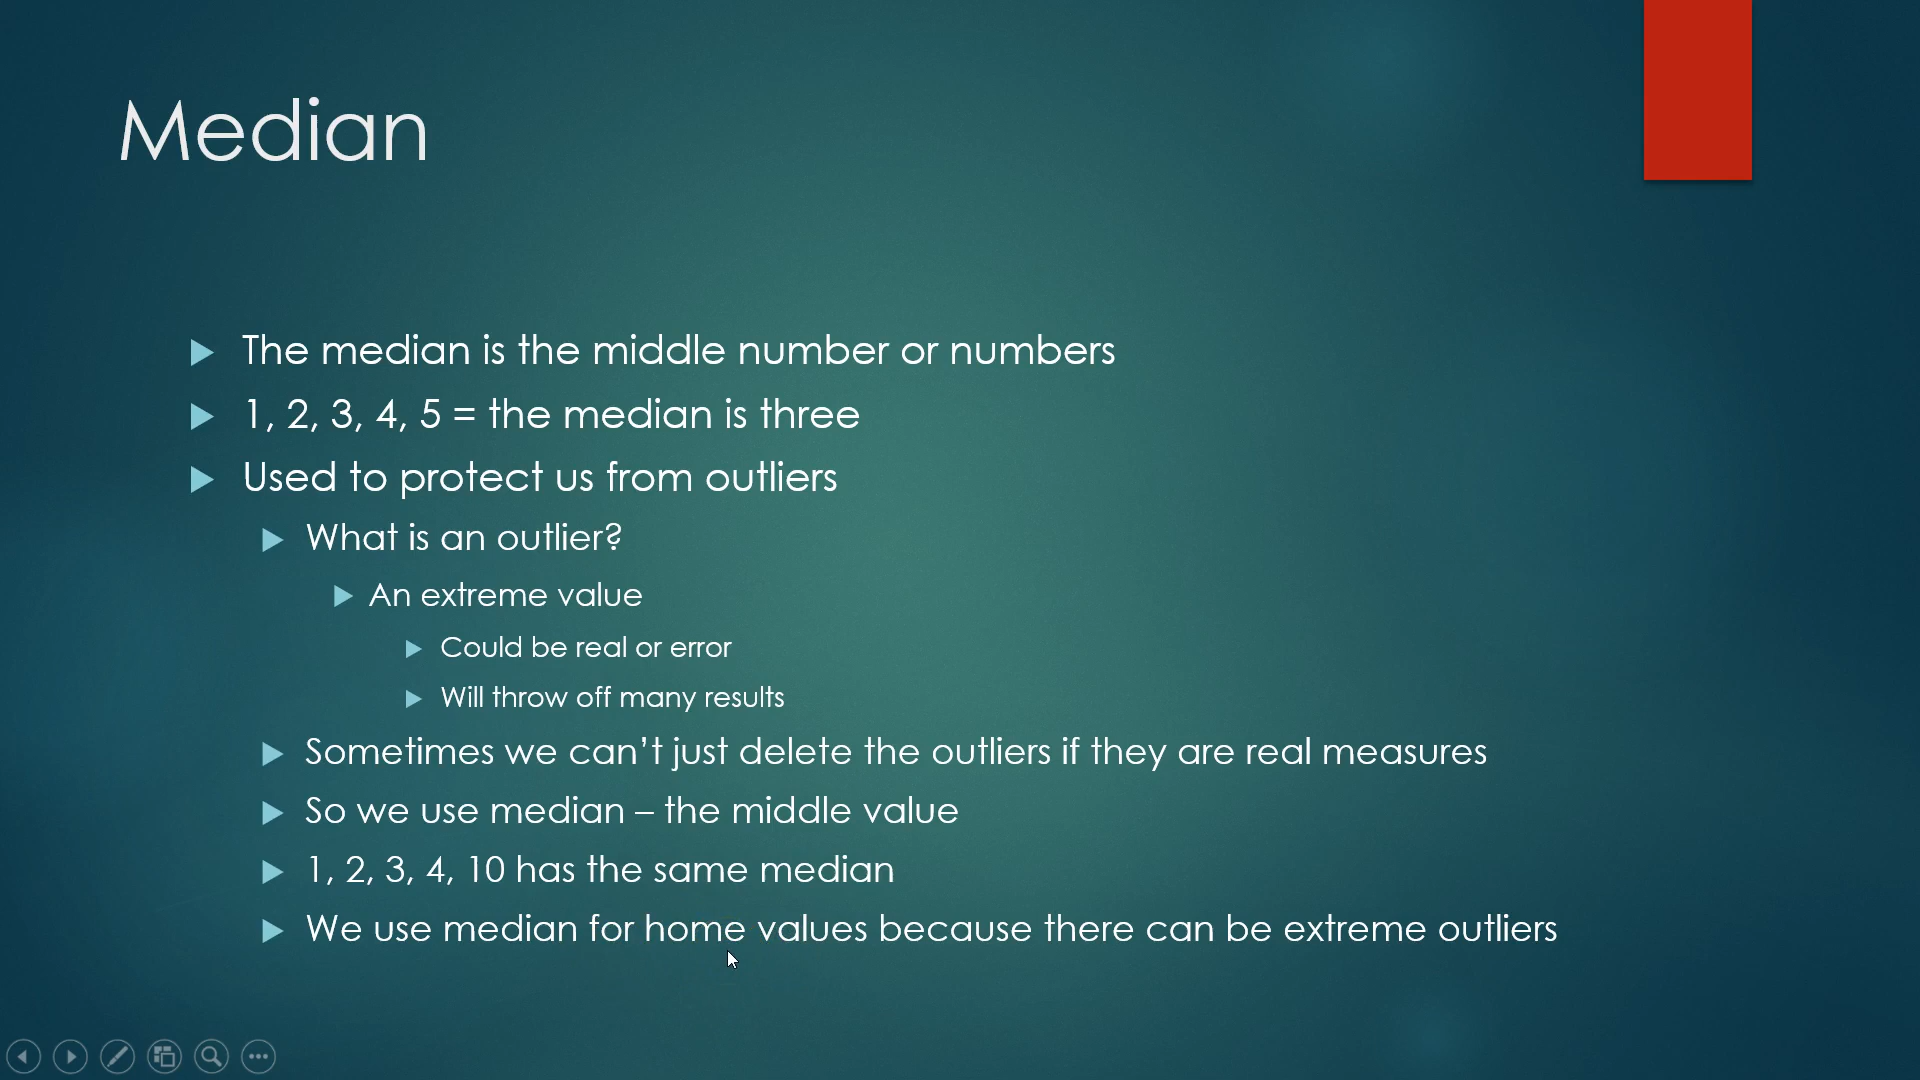 Median
The median is the middle number or numbers
1, 2, 3, 4, 5 = the median is three
Used to protect us from outliers
What is an outlier?
An extreme value
Could be real or error
Will throw off many results
Sometimes we can’t just delete the outliers if they are real measures
So we use median – the middle value
1, 2, 3, 4, 10 has the same median
We use median for home values because there can be extreme outliers